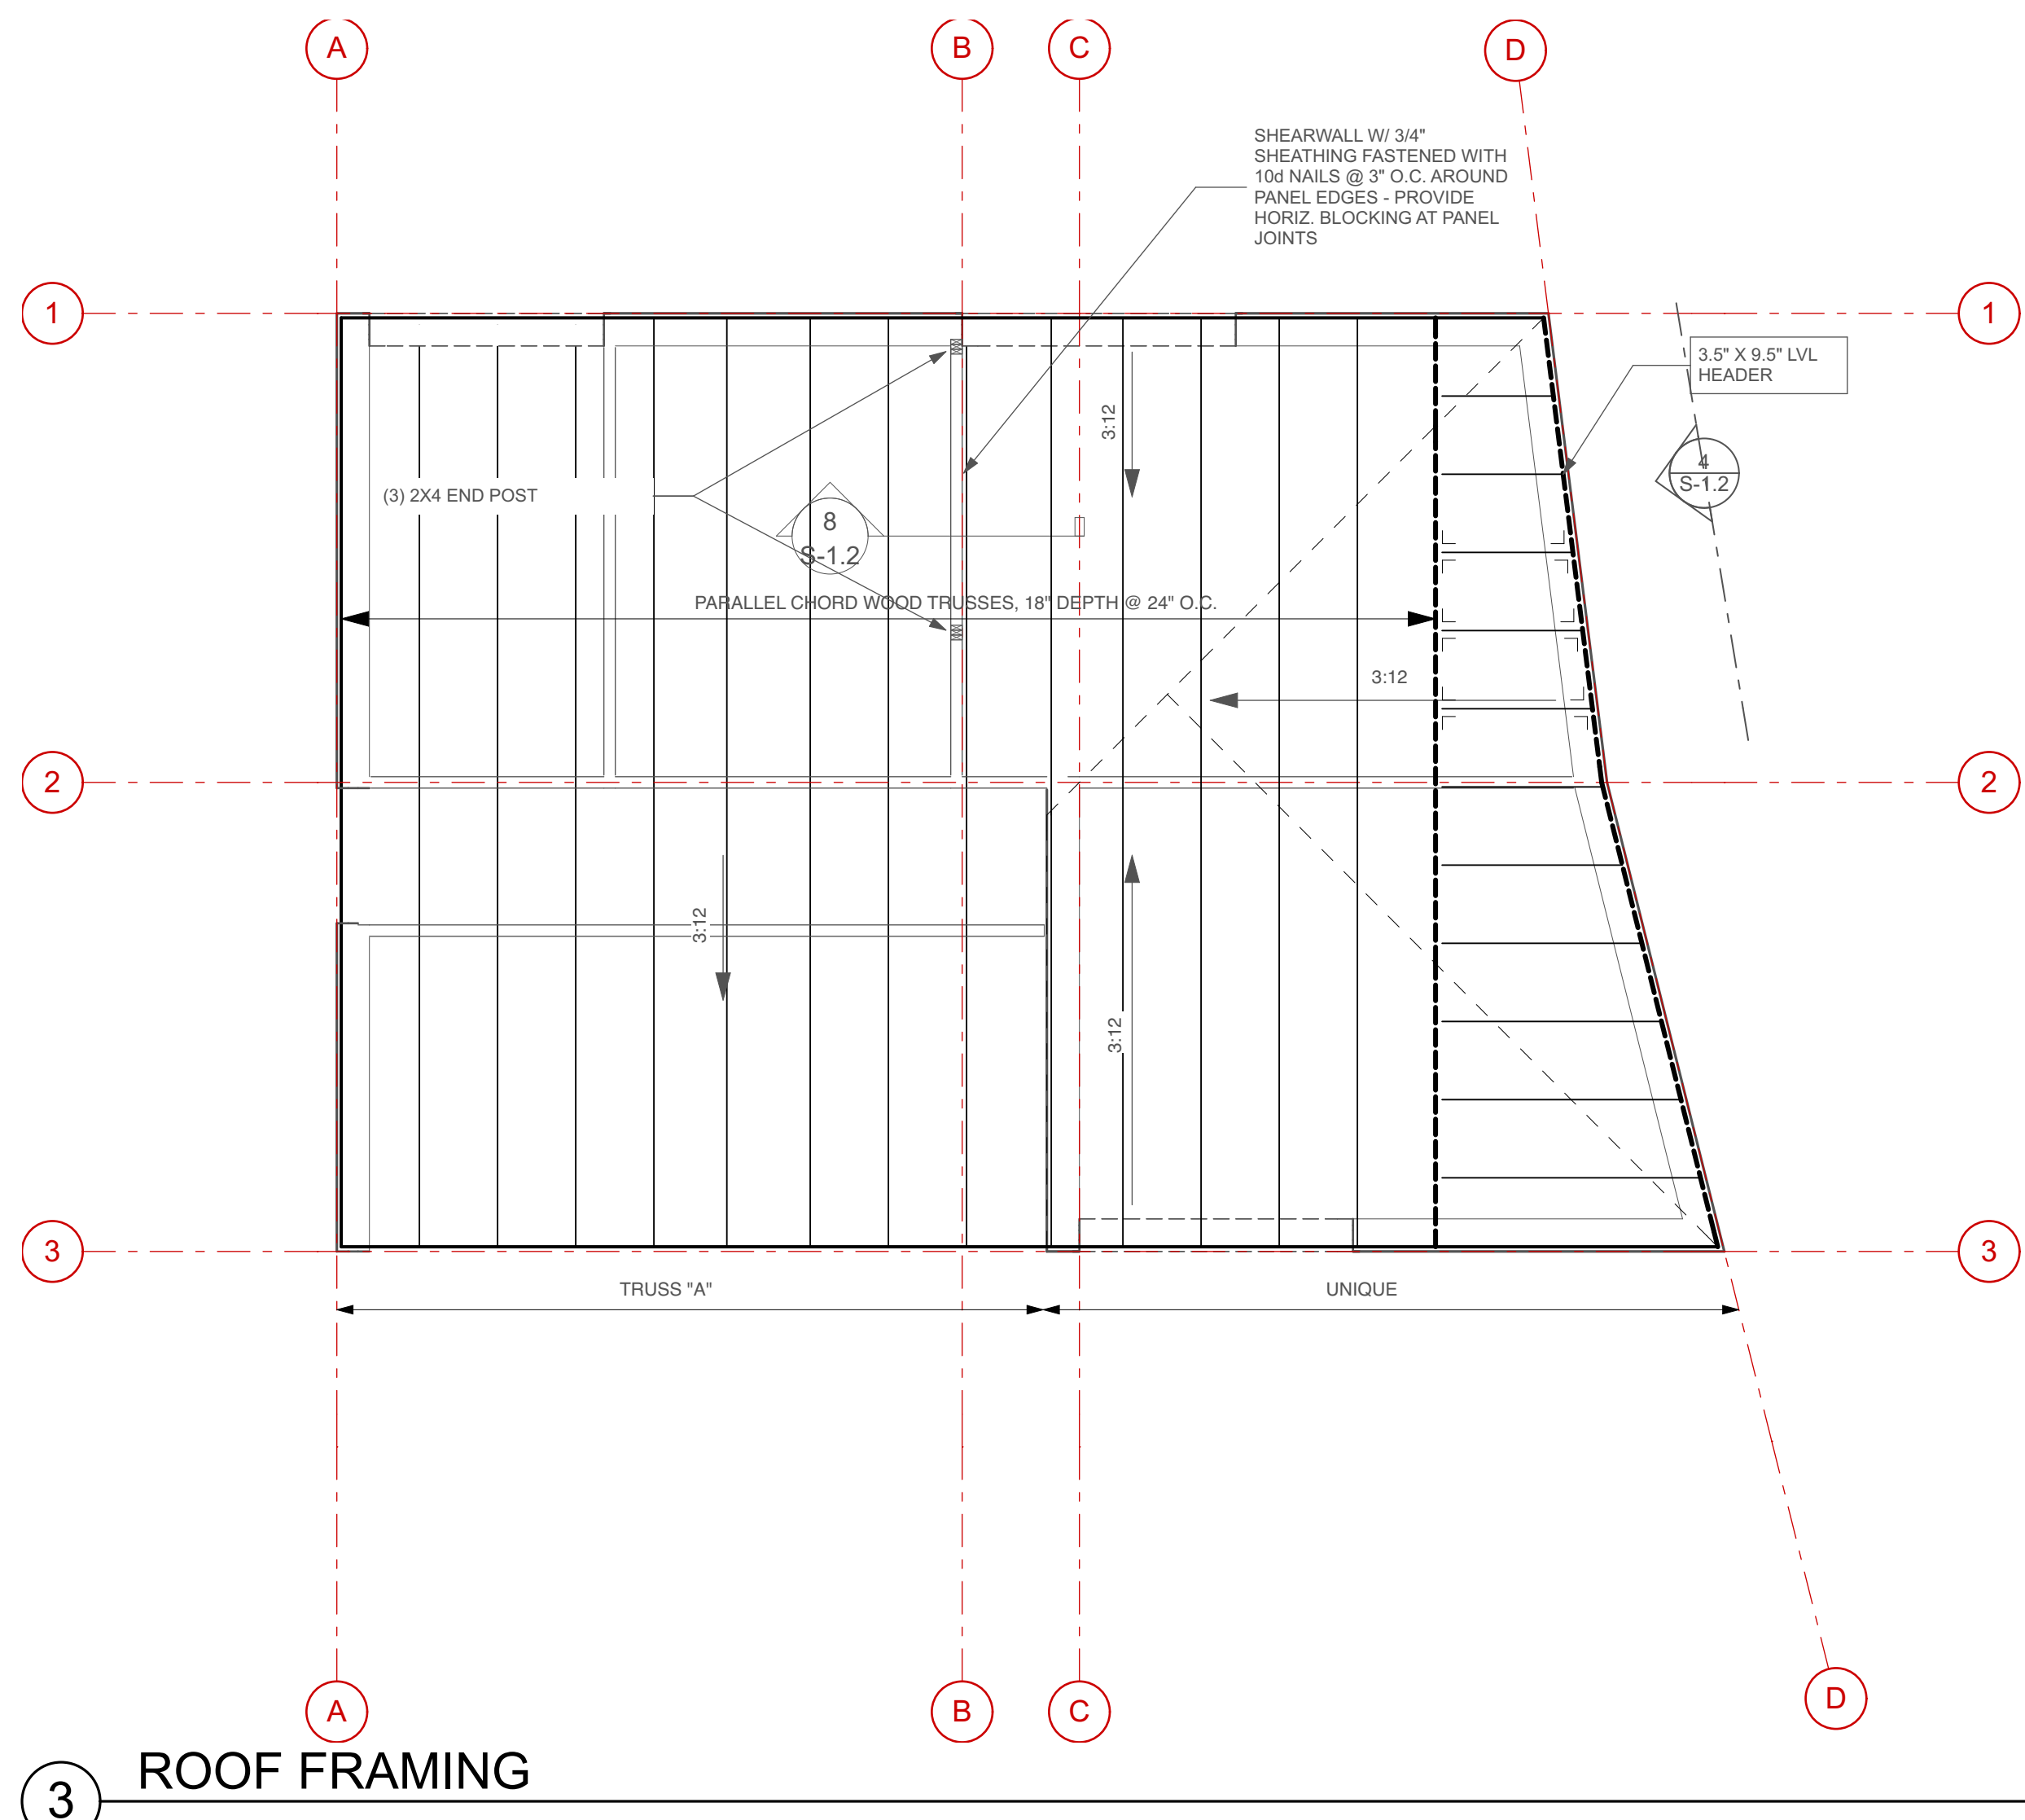 A
B
C
D
SHEARWALL W/ 3/4"
SHEATHING FASTENED WITH
10d NAILS @ 3" O.C. AROUND
PANEL EDGES - PROVIDE
HORIZ. BLOCKING AT PANEL
JOINTS
1
1
3.5" X 9.5" LVL
HEADER
3:12
4
S-1.2
(3) 2X4 END POST
8
S-1.2
PARALLEL CHORD WOOD TRUSSES, 18" DEPTH @ 24" O.C.
3:12
2
2
3:12
3:12
3
3
TRUSS "A"
UNIQUE
A
B
C
D
3
ROOF FRAMING